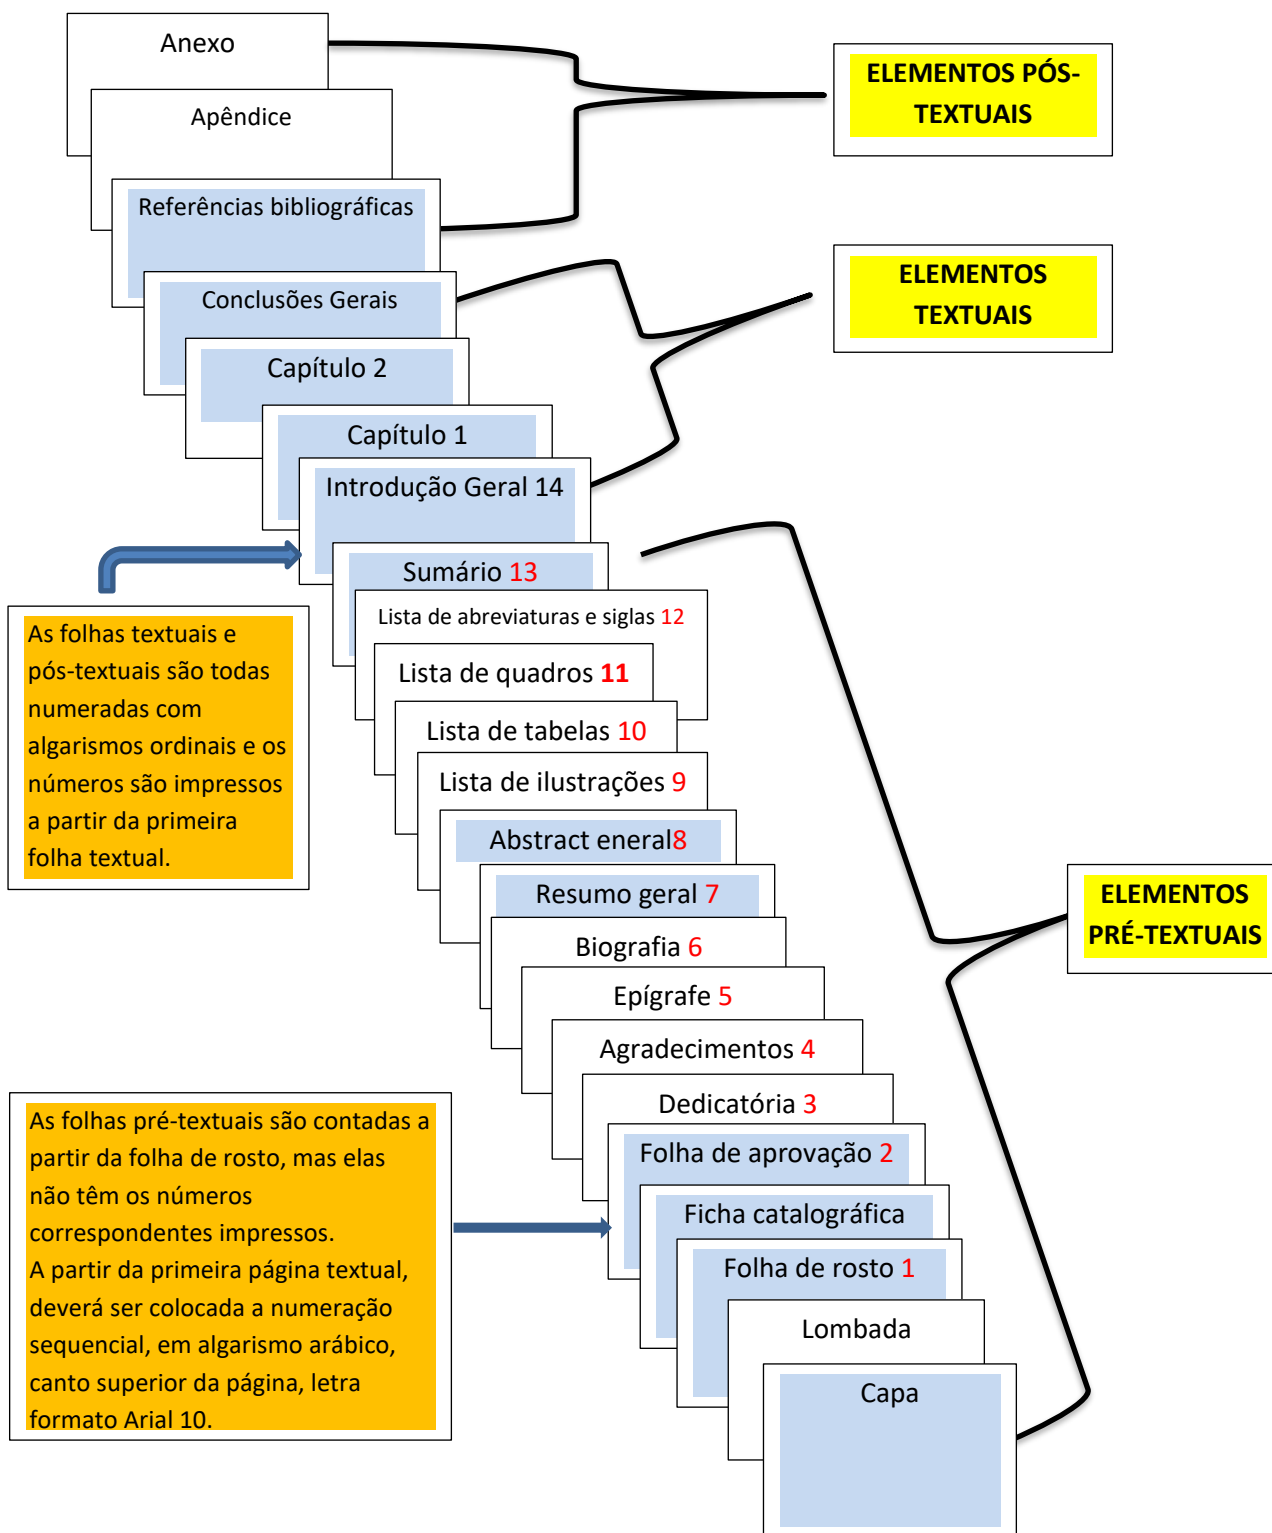 Anexo
ELEMENTOS PÓS-
TEXTUAIS
Apêndice
Referências bibliográficas
ELEMENTOS
TEXTUAIS
Conclusões Gerais
Capítulo 2
Capítulo 1
Introdução Geral 14
Sumário 13
Lista de abreviaturas e siglas 12
Lista de quadros 11
Lista de tabelas 10
Lista de ilustrações 9
Abstract eneral8
Resumo geral 7
Biografia 6
Epígrafe 5
Agradecimentos 4
Dedicatória 3
Folha de aprovação 2
Ficha catalográfica
Folha de rosto 1
Lombada
Capa
As folhas textuais e
pós-textuais são todas
numeradas com
algarismos ordinais e os
números são impressos
a partir da primeira
folha textual.
ELEMENTOS
PRÉ-TEXTUAIS
As folhas pré-textuais são contadas a
partir da folha de rosto, mas elas
não têm os números
correspondentes impressos.
A partir da primeira página textual,
deverá ser colocada a numeração
sequencial, em algarismo arábico,
canto superior da página, letra
formato Arial 10.